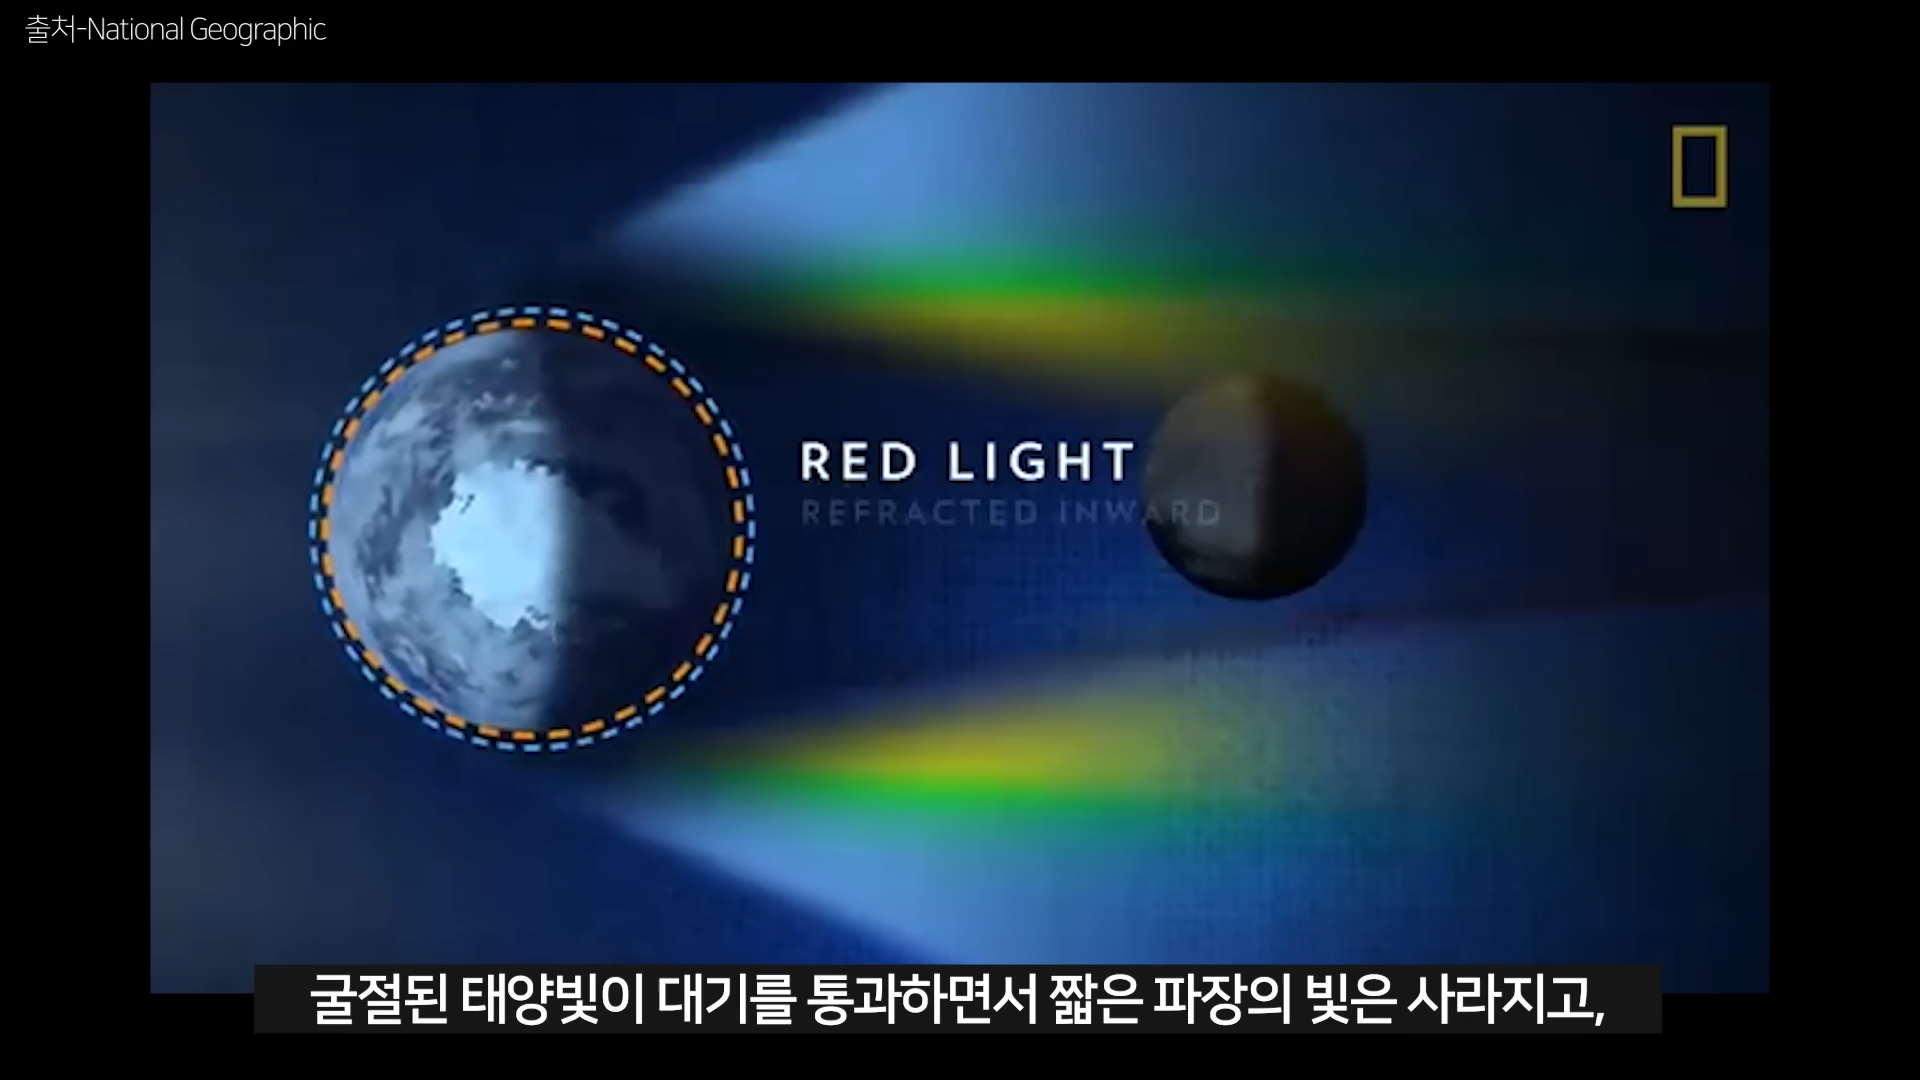 출처-National Geographic
RED LIGHT
REFRACTED INWARD
굴절된 태양빛이 대기를 통과하면서 짧은 파장의 빛은 사라지고,